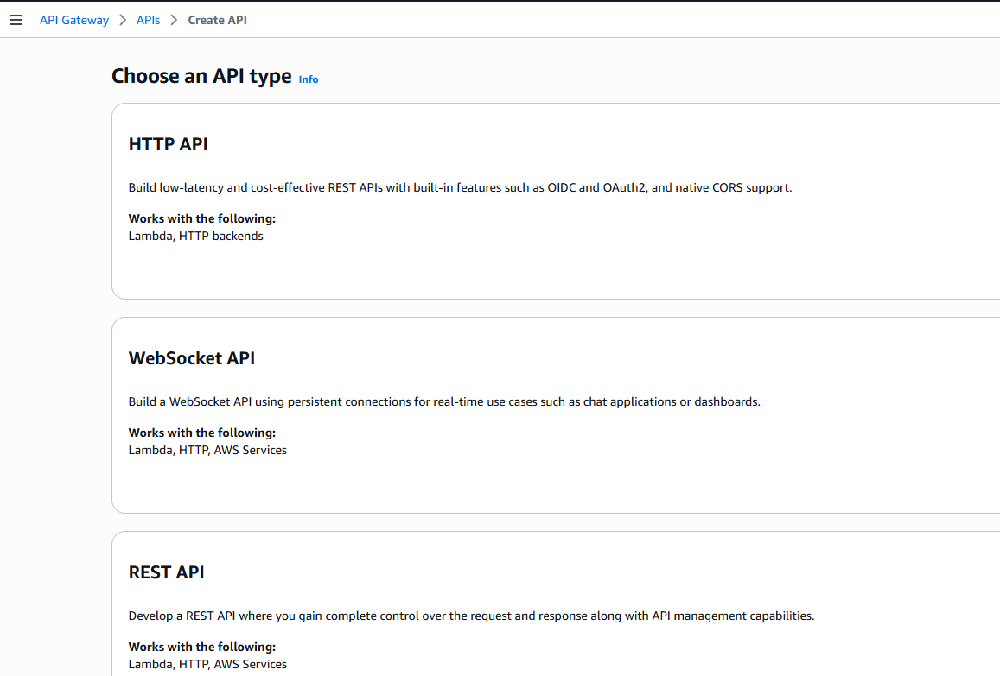 API Gateway > APIs > Create API
Choose an API type Info
HTTP API
Build low-latency and cost-effective REST APIs with built-in features such as OIDC and OAuth2, and native CORS support.
Works with the following:
Lambda, HTTP backends
WebSocket API
Build a WebSocket API using persistent connections for real-time use cases such as chat applications or dashboards.
Works with the following:
Lambda, HTTP, AWS Services
REST API
Develop a REST API where you gain complete control over the request and response along with API management capabilities.
Works with the following:
Lambda, HTTP, AWS Services